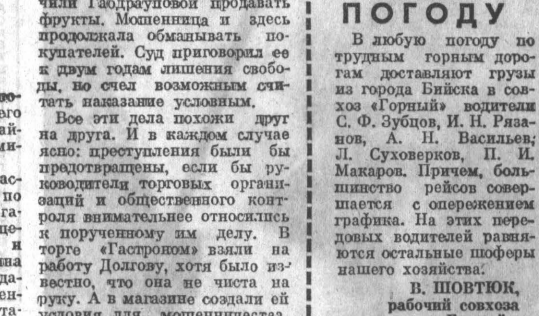 чили Габдрауповой продавать
фрукты. Мошенница и здесь
продолжала обманывать по-
купателей. Суд приговорил ее
к двум годам лишения свобо-
ды, но счел возможным счи-
тать наказание условным.
Все эти дела похожи друг
на друга. И в каждом случае
ясно: преступления были бы
предотвращены, если бы ру-
ководители торговых органи-
заций и общественного конт-
роля внимательнее относились
к порученному им делу. В
торге «Гастроном» взяли на
работу Долгову, хотя было из-
вестно, что она не чиста на
руку. А в магазине создали ей
условия для мошенничества.
ПОГОДУ
В любую погоду по
трудным горным доро-
гам доставляют грузы
из города Бийска в сов-
хоз «Горный» водители
С. Ф. Зубцов, И. Н. Ряза-
нов, А. Н. Васильев,
Л. Суховерков, П. И.
Макаров. Причем, боль-
шинство рейсов совер-
шается с опережением
графика. На этих пере-
довых водителей равня-
ются остальные шоферы
нашего хозяйства.
В. ШОВТЮК,
рабочий совхоза